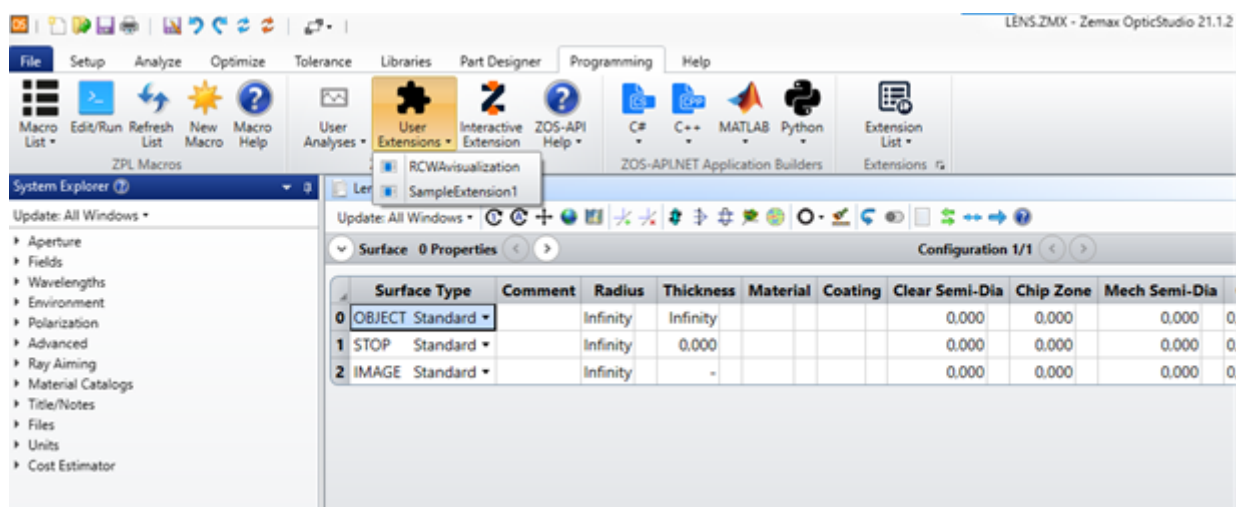 OS
LENS.ZMX - Zemax OpticStudio 21.1.2
File Setup Analyze Optimize Tolerance Libraries Part Designer Programming Help
Macro List Edit/Run Refresh List New Macro Macro Help User Analyses User Extensions Interactive Extension ZOS-API Help C# C++ MATLAB Python Extension List
ZPL Macros ZOS-API.NET Application Builders Extensions
RCWAvisualization
SampleExtension1
System Explorer ?
Update: All Windows
Update: All Windows
Aperture
Surface 0 Properties Configuration 1/1
Fields
Wavelengths
Environment
Polarization
Advanced
Ray Aiming
Material Catalogs
Title/Notes
Files
Units
Cost Estimator
Surface Type Comment Radius Thickness Material Coating Clear Semi-Dia Chip Zone Mech Semi-Dia
0 OBJECT Standard Infinity Infinity 0,000 0,000 0,000
1 STOP Standard Infinity 0,000 0,000 0,000 0,000
2 IMAGE Standard Infinity - 0,000 0,000 0,000